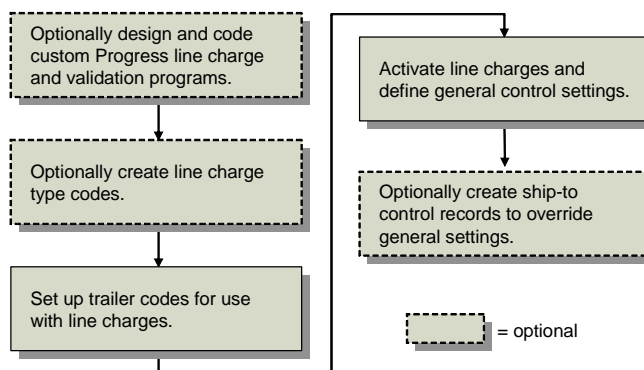 Optionally design and code
custom Progress line charge
and validation programs.
Optionally create line charge
type codes.
Set up trailer codes for use
with line charges.
Activate line charges and
define general control settings.
Optionally create ship-to
control records to override
general settings.
= optional